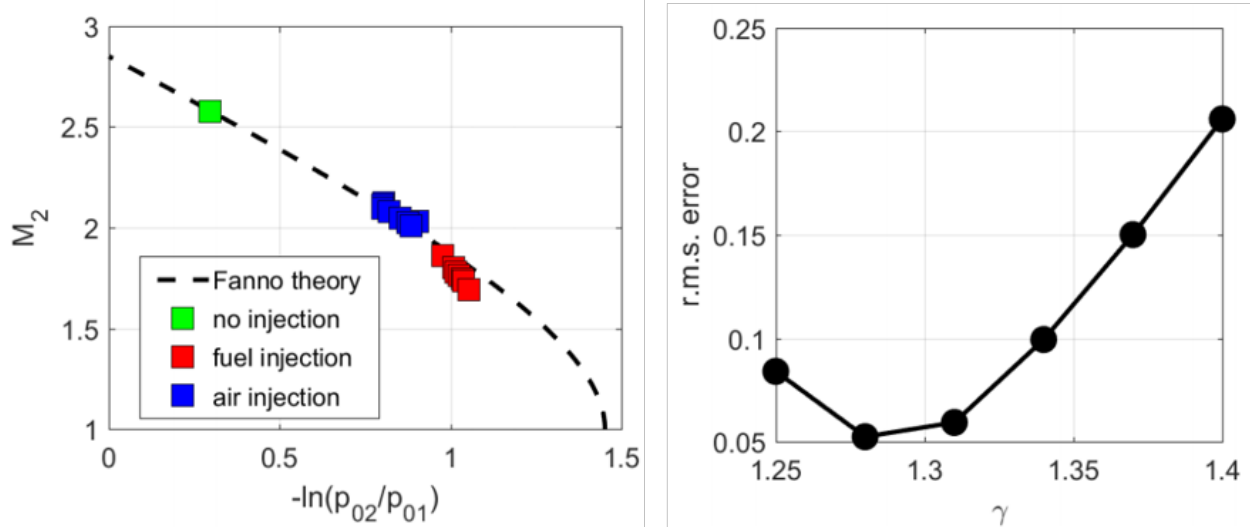 3
2.5
2
1.5
1
M2
Fanno theory
no injection
fuel injection
air injection
0
0.5
1
1.5
-ln(p02/p01)
0.25
0.2
0.15
0.1
0.05
r.m.s. error
1.25
1.3
1.35
1.4
γ